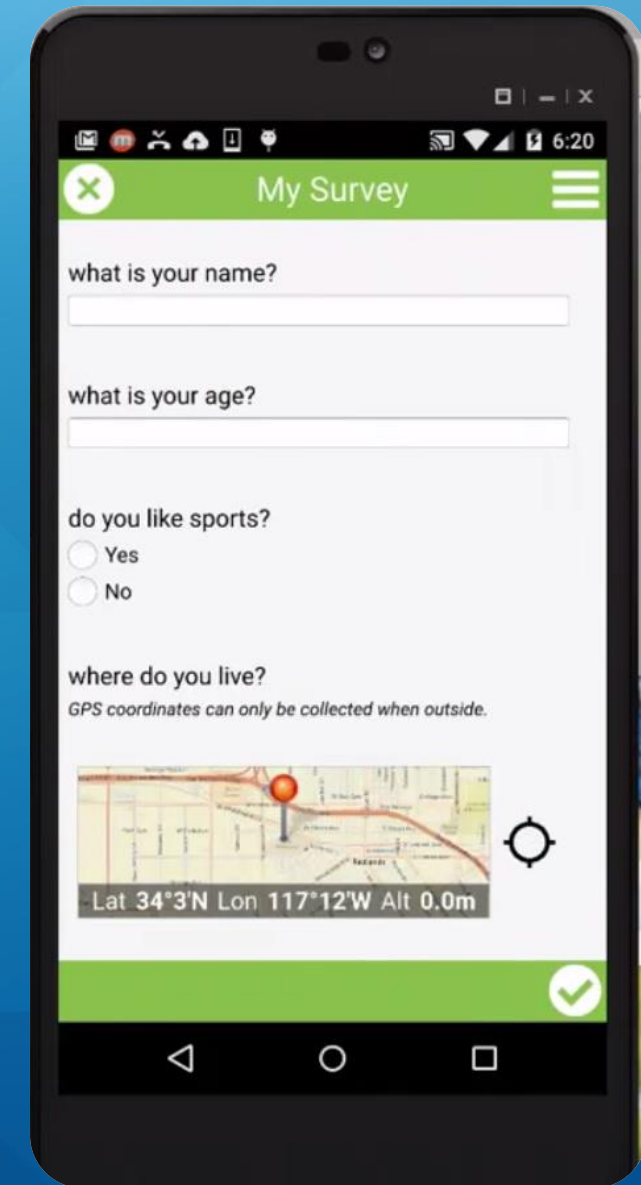 6:20
My Survey
what is your name?
what is your age?
do you like sports?
Yes
No
where do you live?
GPS coordinates can only be collected when outside.
Redlands
Lat 34°3'N Lon 117°12'W Alt 0.0m